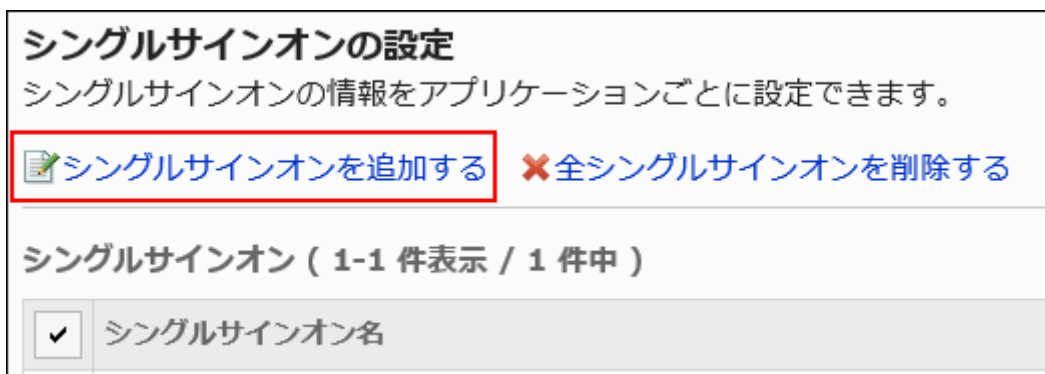 シングルサインオンの設定
シングルサインオンの情報をアプリケーションごとに設定できます。
シングルサインオンを追加する 全シングルサインオンを削除する
シングルサインオン ( 1-1 件表示 / 1 件中 )
シングルサインオン名